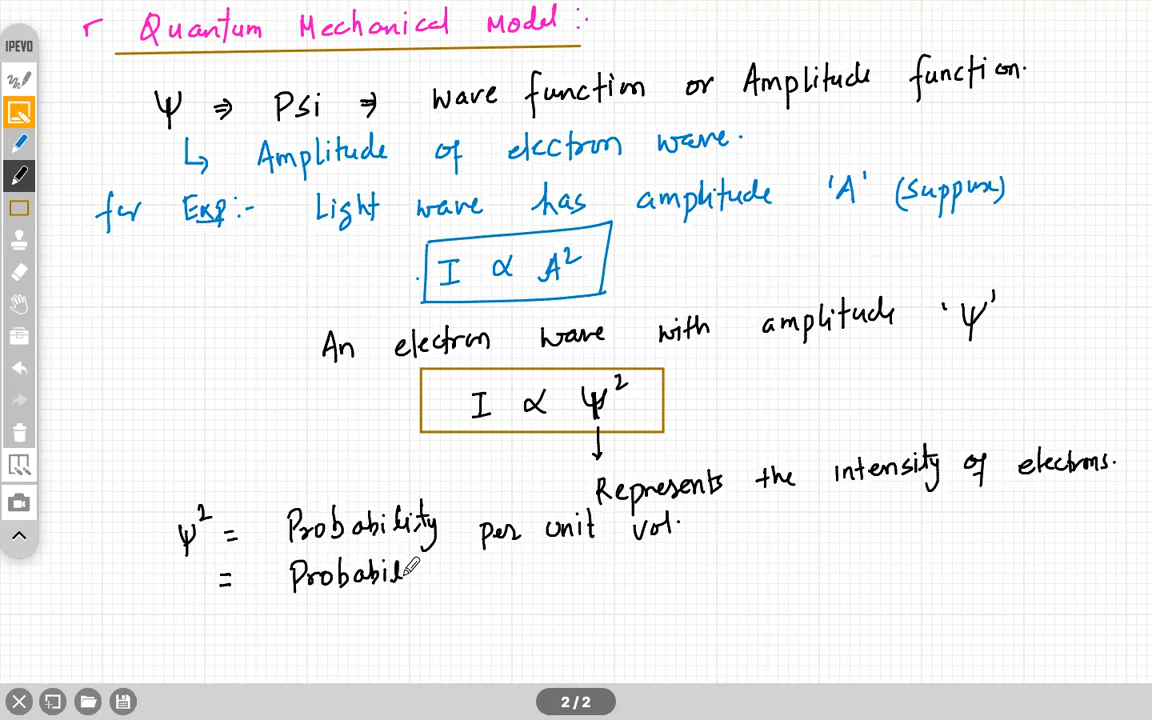 IPEVO
Quantum Mechanical Model :-
Ψ ⇒ Psi ⇒ Wave function or Amplitude function.
↳ Amplitude of electron wave.
for Exp:- Light wave has amplitude 'A' (Suppose)
I ∝ A²
An electron wave with amplitude 'Ψ'
I ∝ Ψ²
Represents the intensity of electrons.
Ψ² = Probability per unit vol.
= Probabil
2/2